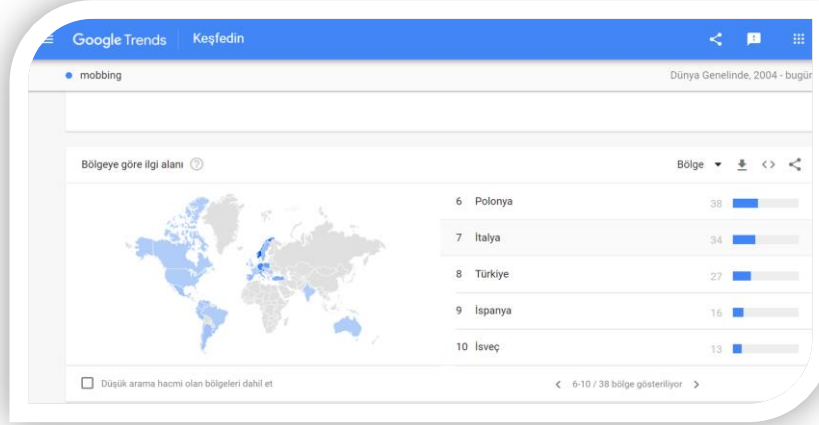 Google Trends Keşfedin
mobbing Dünya Genelinde, 2004 - bugün
Bölgeye göre ilgi alanı Bölge
6 Polonya 38
7 İtalya 34
8 Türkiye 27
9 İspanya 16
10 İsveç 13
Düşük arama hacmi olan bölgeleri dahil et 6-10 / 38 bölge gösteriliyor